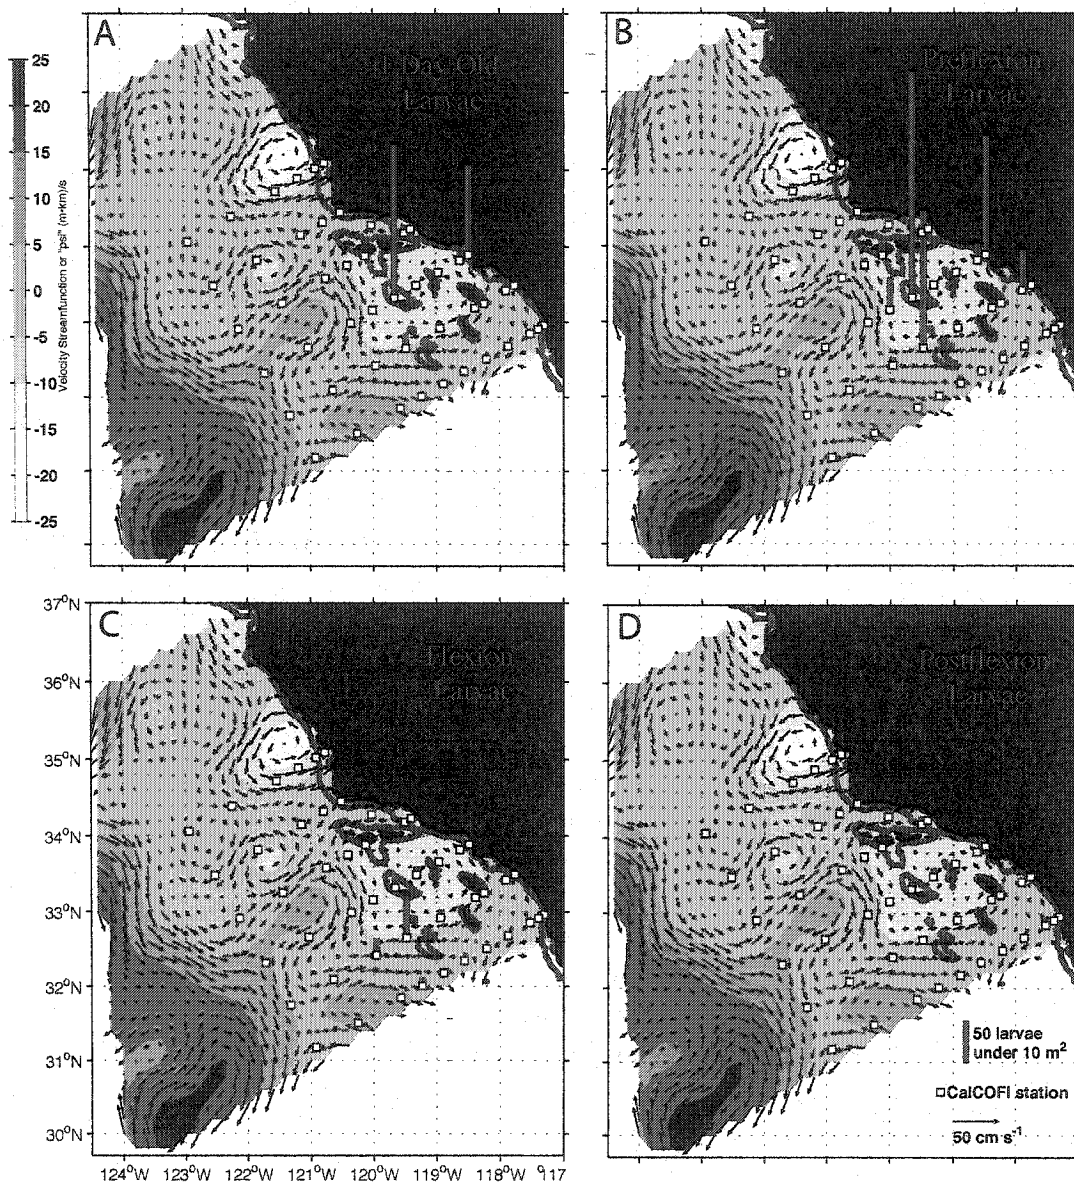 A
11-Day-Old
Larvae
B
Preflexion
Larvae
25
20
15
10
5
0
-5
-10
-15
-20
-25
Velocity Streamfunction or "psi" (m•km)/s
37°N
36°N
35°N
34°N
33°N
32°N
31°N
30°N
C
Flexion
Larvae
D
Postflexion
Larvae
50 larvae
under 10 m²
CalCOFI station
50 cm s⁻¹
124°W 123°W 122°W 121°W 120°W 119°W 118°W °117